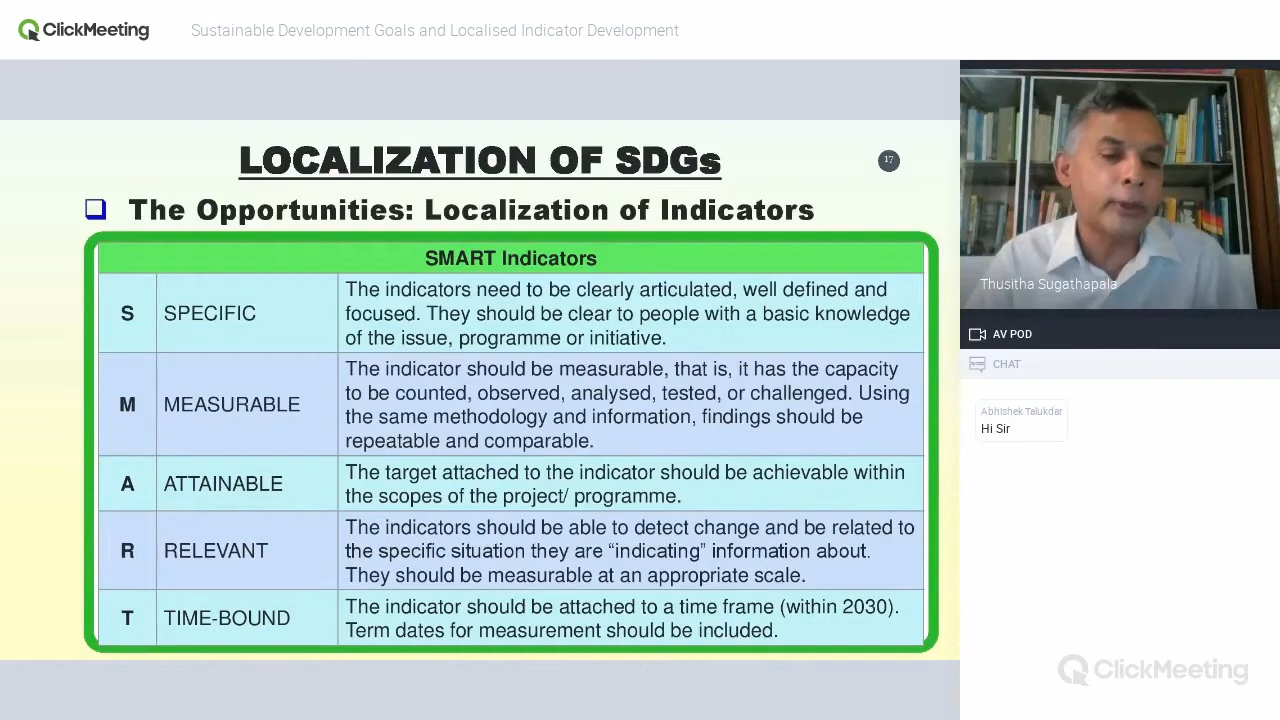 ClickMeeting
Sustainable Development Goals and Localised Indicator Development
LOCALIZATION OF SDGs
17
The Opportunities: Localization of Indicators
SMART Indicators
S
SPECIFIC
The indicators need to be clearly articulated, well defined and
focused. They should be clear to people with a basic knowledge
of the issue, programme or initiative.
M
MEASURABLE
The indicator should be measurable, that is, it has the capacity
to be counted, observed, analysed, tested, or challenged. Using
the same methodology and information, findings should be
repeatable and comparable.
A
ATTAINABLE
The target attached to the indicator should be achievable within
the scopes of the project/ programme.
R
RELEVANT
The indicators should be able to detect change and be related to
the specific situation they are “indicating” information about.
They should be measurable at an appropriate scale.
T
TIME-BOUND
The indicator should be attached to a time frame (within 2030).
Term dates for measurement should be included.
Thusitha Sugathapala
AV POD
CHAT
Abhishek Talukdar
Hi Sir
ClickMeeting